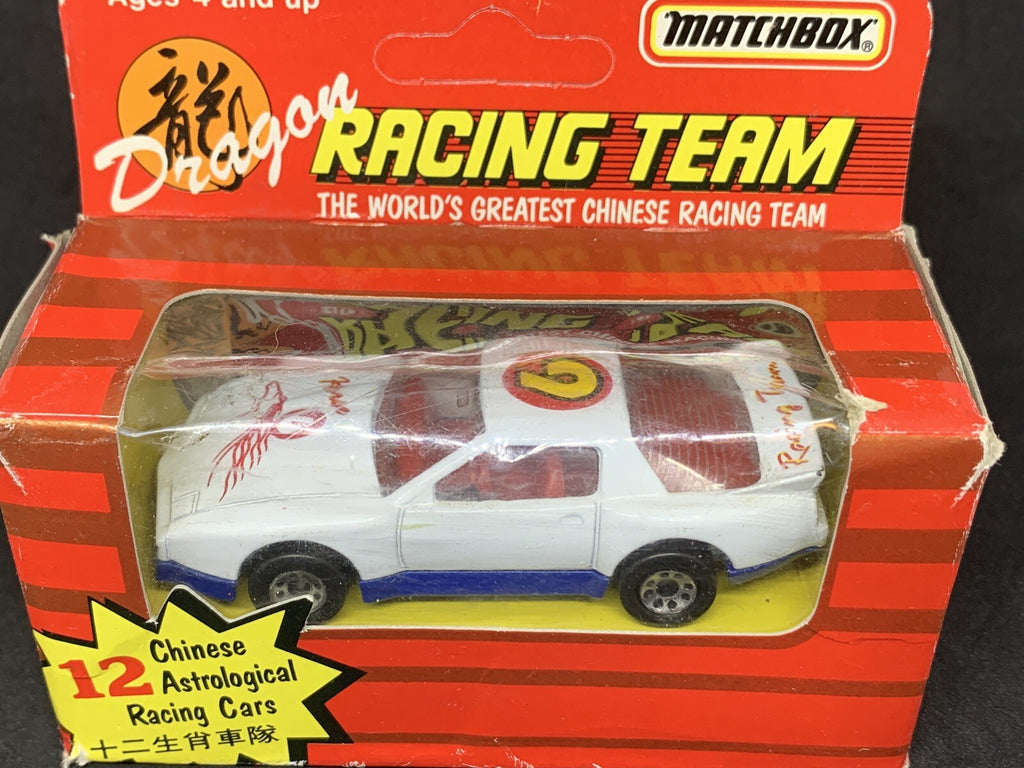 Ages 4 and up
MATCHBOX®
龍
Dragon
RACING TEAM
THE WORLD'S GREATEST CHINESE RACING TEAM
Racing Team
12 Chinese
Astrological
Racing Cars
十二生肖車隊